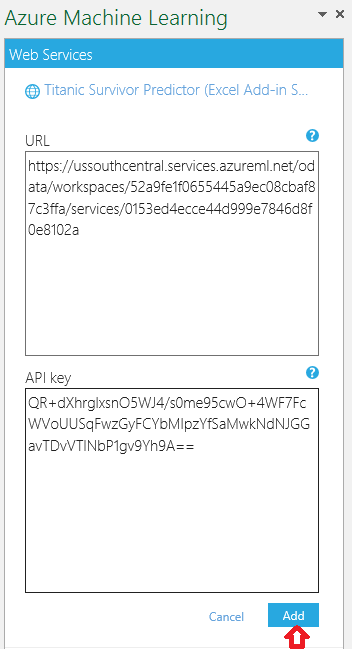 Azure Machine Learning
Web Services
Titanic Survivor Predictor (Excel Add-in S...
URL
https://ussouthcentral.services.azureml.net/od
ata/workspaces/52a9fe1f0655445a9ec08cbaf8
7c3ffa/services/0153ed4ecce44d999e7846d8f
0e8102a
API key
QR+dXhrglxsnO5WJ4/s0me95cwO+4WF7Fc
WVoUUSqFwzGyFCYbMIpzYfSaMwkNdNJGG
avTDvVTINbP1gv9Yh9A==
Cancel
Add